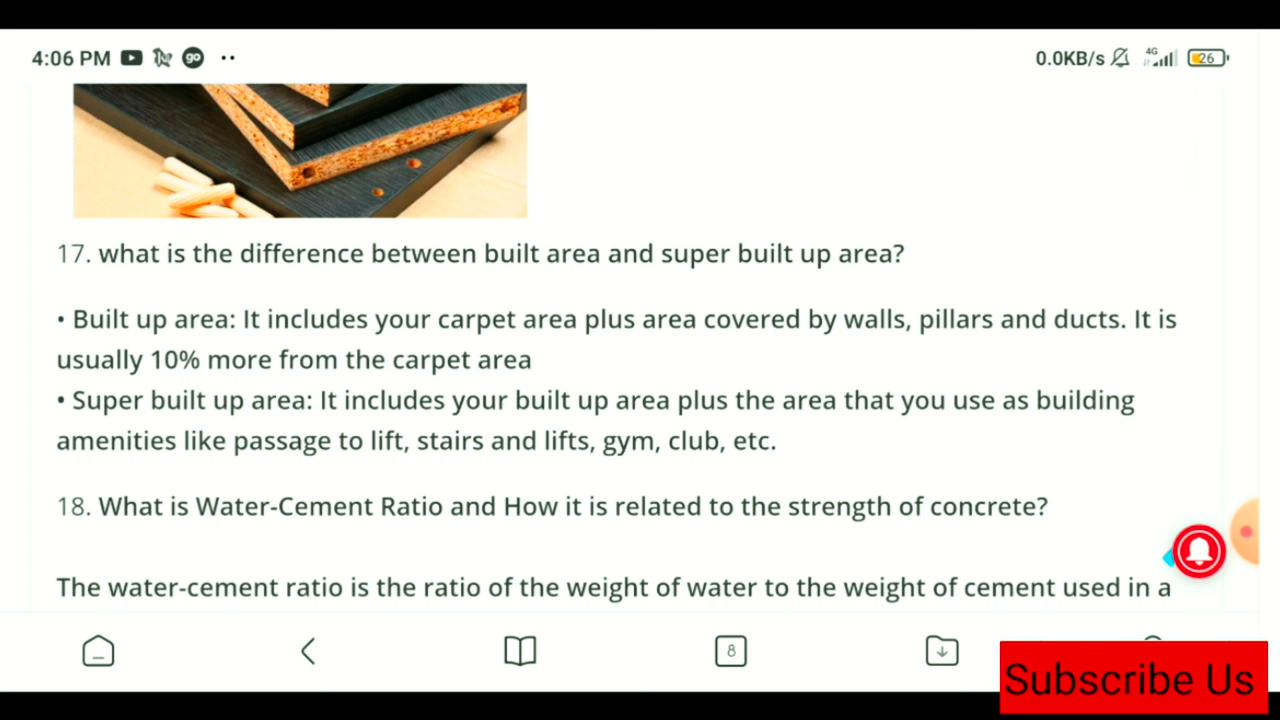 4:06 PM
go
0.0KB/s
4G
26
17. what is the difference between built area and super built up area?
• Built up area: It includes your carpet area plus area covered by walls, pillars and ducts. It is
usually 10% more from the carpet area
• Super built up area: It includes your built up area plus the area that you use as building
amenities like passage to lift, stairs and lifts, gym, club, etc.
18. What is Water-Cement Ratio and How it is related to the strength of concrete?
The water-cement ratio is the ratio of the weight of water to the weight of cement used in a
8
Subscribe Us